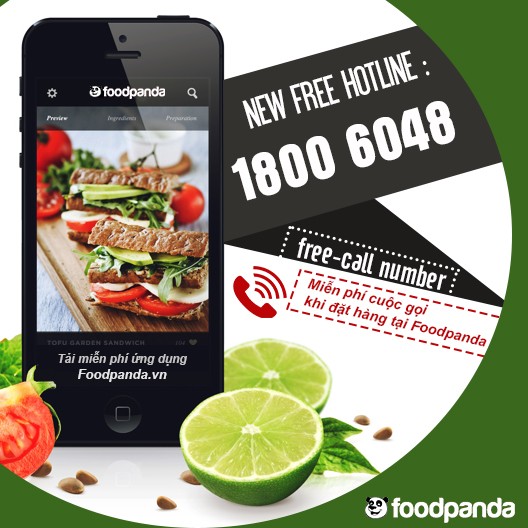 foodpanda
Preview Ingredients Preparation
TOFU GARDEN SANDWICH
Tải miễn phí ứng dụng
Foodpanda.vn
NEW FREE HOTLINE :
1800 6048
free-call number
Miễn phí cuộc gọi
khi đặt hàng tại Foodpanda
foodpanda